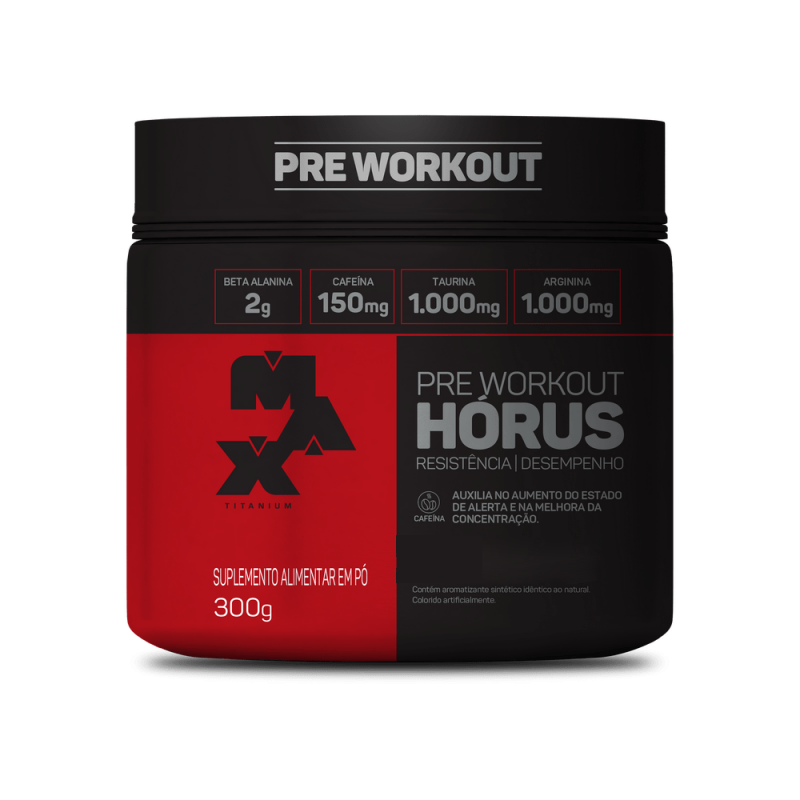 PRE WORKOUT
BETA ALANINA
2g
CAFEÍNA
150mg
TAURINA
1.000mg
ARGININA
1.000mg
MAX
TITANIUM
PRE WORKOUT
HÓRUS
RESISTÊNCIA | DESEMPENHO
CAFEÍNA
AUXILIA NO AUMENTO DO ESTADO
DE ALERTA E NA MELHORA DA
CONCENTRAÇÃO.
SUPLEMENTO ALIMENTAR EM PÓ
300g
Contém aromatizante sintético idêntico ao natural.
Colorido artificialmente.